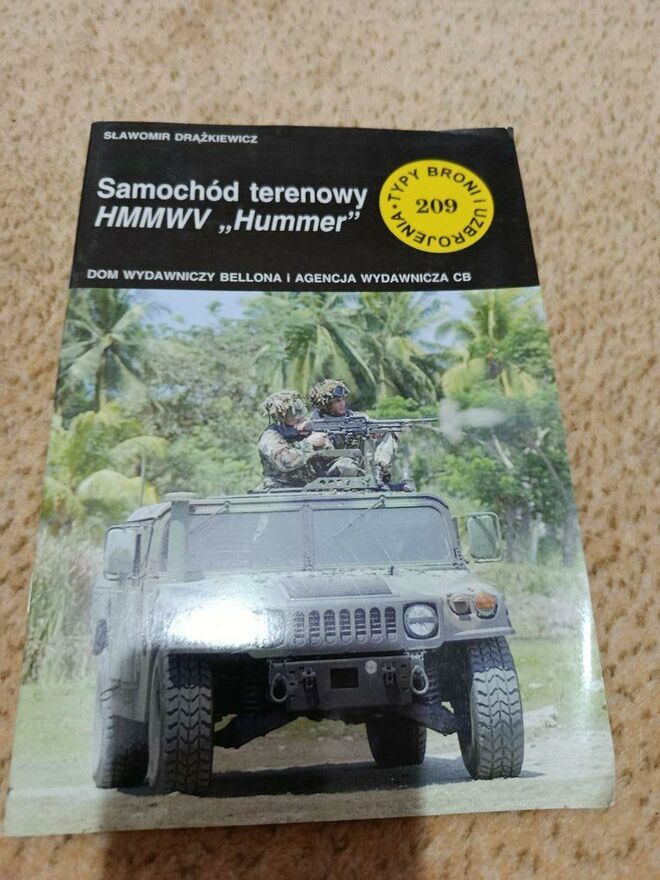 SŁAWOMIR DRĄŻKIEWICZ
Samochód terenowy
HMMWV „Hummer”
TYPY BRONI i UZBROJENIA •
209
DOM WYDAWNICZY BELLONA i AGENCJA WYDAWNICZA CB